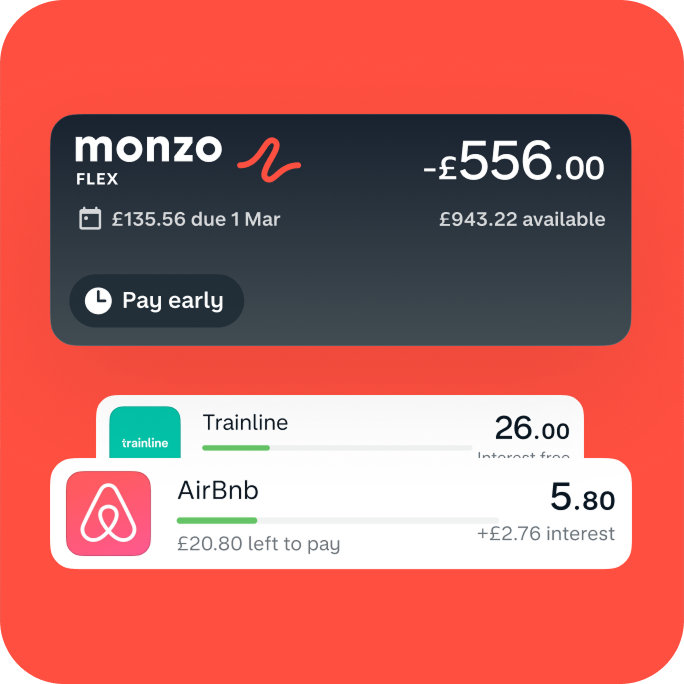 monzo
FLEX
-£556.00
£135.56 due 1 Mar
£943.22 available
Pay early
trainline
Trainline
26.00
Interest free
AirBnb
5.80
£20.80 left to pay
+£2.76 interest